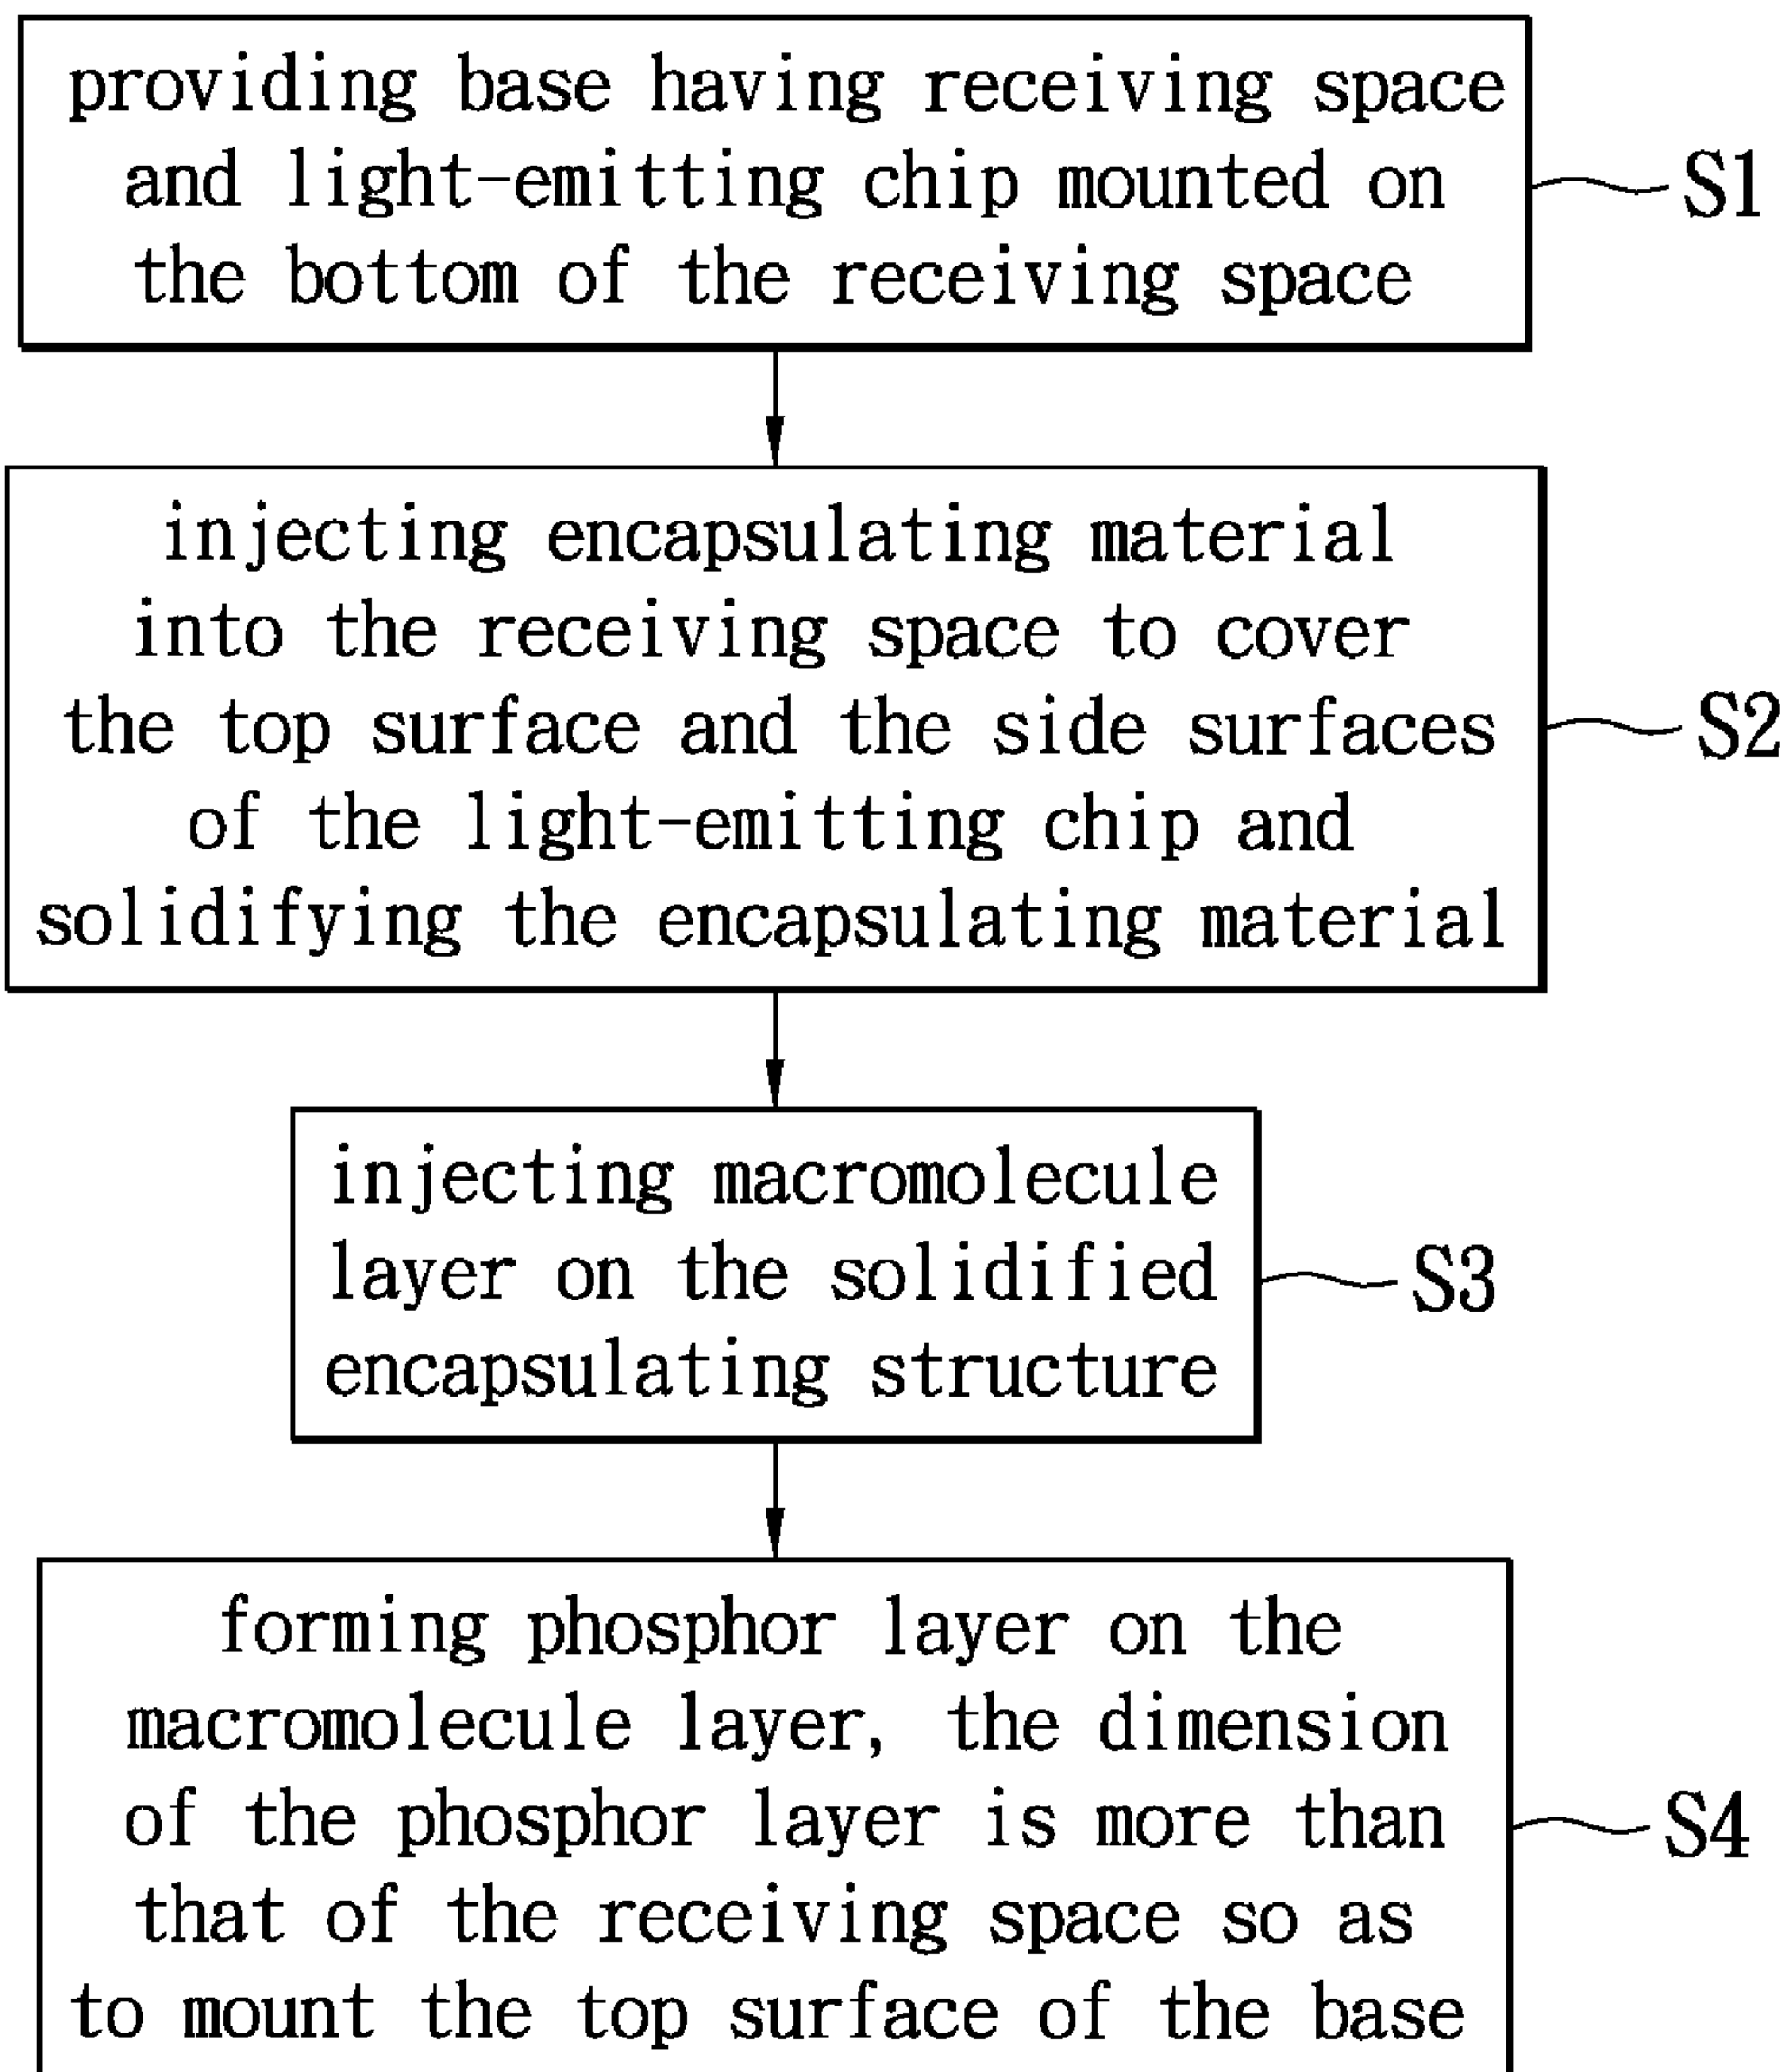 providing base having receiving space
and light-emitting chip mounted on
the bottom of the receiving space
S1
injecting encapsulating material
into the receiving space to cover
the top surface and the side surfaces
of the light-emitting chip and
solidifying the encapsulating material
S2
injecting macromolecule
layer on the solidified
encapsulating structure
S3
forming phosphor layer on the
macromolecule layer, the dimension
of the phosphor layer is more than
that of the receiving space so as
to mount the top surface of the base
S4